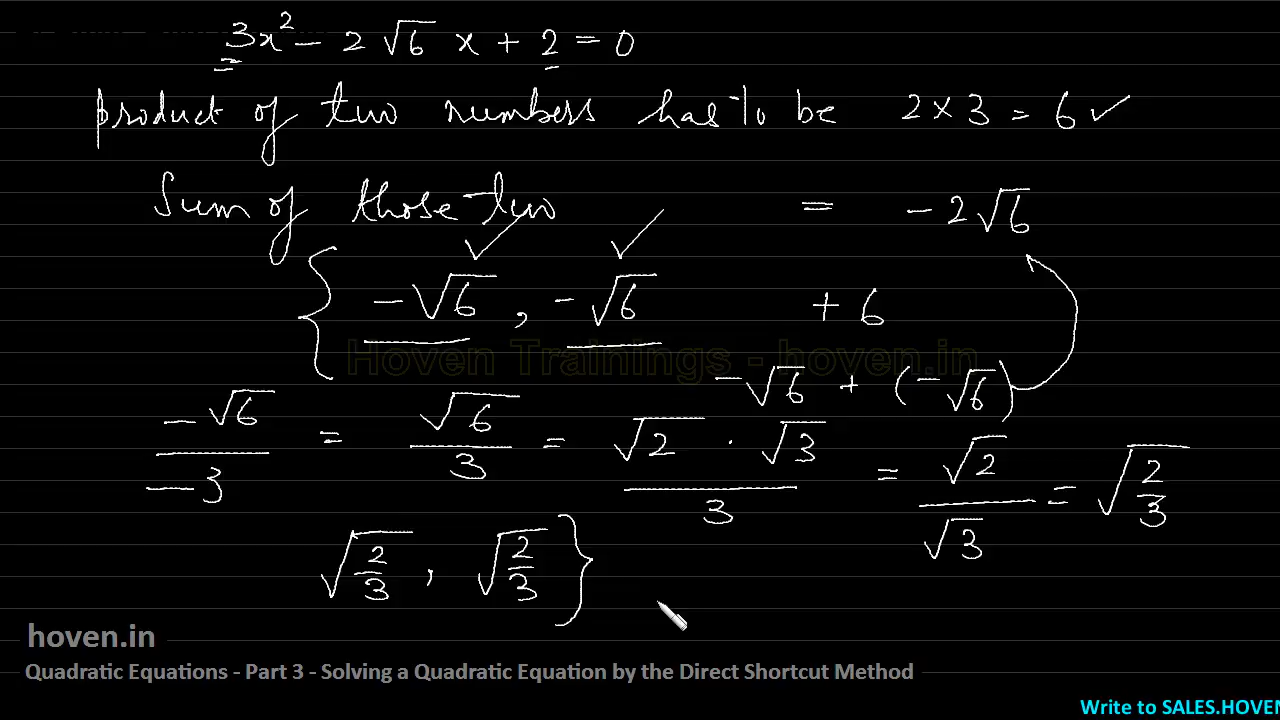 3x² − 2√6 x + 2 = 0
product of two numbers has to be 2 × 3 = 6 ✓
Sum of those two = −2√6
{ −√6 , −√6 + 6
Hoven Trainings - hoven.in
−√6 + (−√6)
−√6/−3 = √6/3 = √2 · √3/3 = √2/√3 = √(2/3)
√(2/3) , √(2/3) }
hoven.in
Quadratic Equations - Part 3 - Solving a Quadratic Equation by the Direct Shortcut Method
Write to SALES.HOVEN